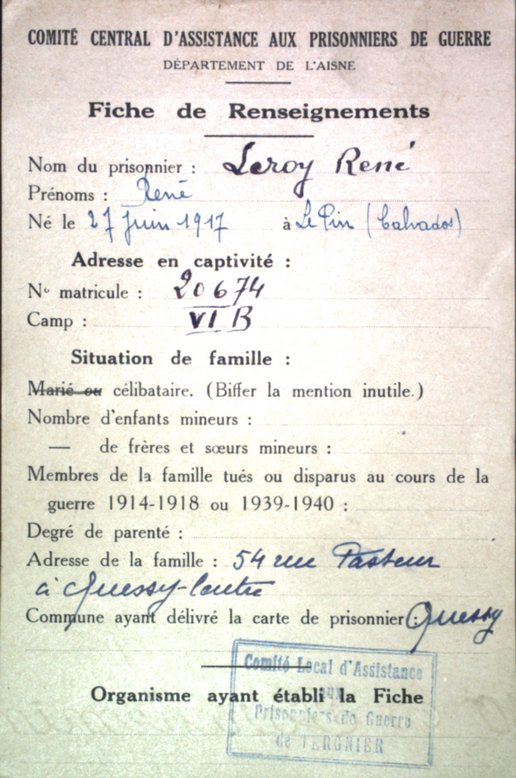 COMITÉ CENTRAL D'ASSISTANCE AUX PRISONNIERS DE GUERRE
DÉPARTEMENT DE L'AISNE
Fiche de Renseignements
Nom du prisonnier : Leroy René
Prénoms : René
Né le 27 juin 1917 à Le Pin (Calvados)
Adresse en captivité :
No matricule : 20674
Camp : VI B
Situation de famille :
Marié ou célibataire. (Biffer la mention inutile.)
Nombre d'enfants mineurs :
— de frères et sœurs mineurs :
Membres de la famille tués ou disparus au cours de la
guerre 1914-1918 ou 1939-1940 :
Degré de parenté :
Adresse de la famille : 54 rue Pasteur
à Quessy-Centre
Commune ayant délivré la carte de prisonnier : Quessy
Organisme ayant établi la Fiche
Comité Local d'Assistance
aux
Prisonniers de Guerre
de TERGNIER